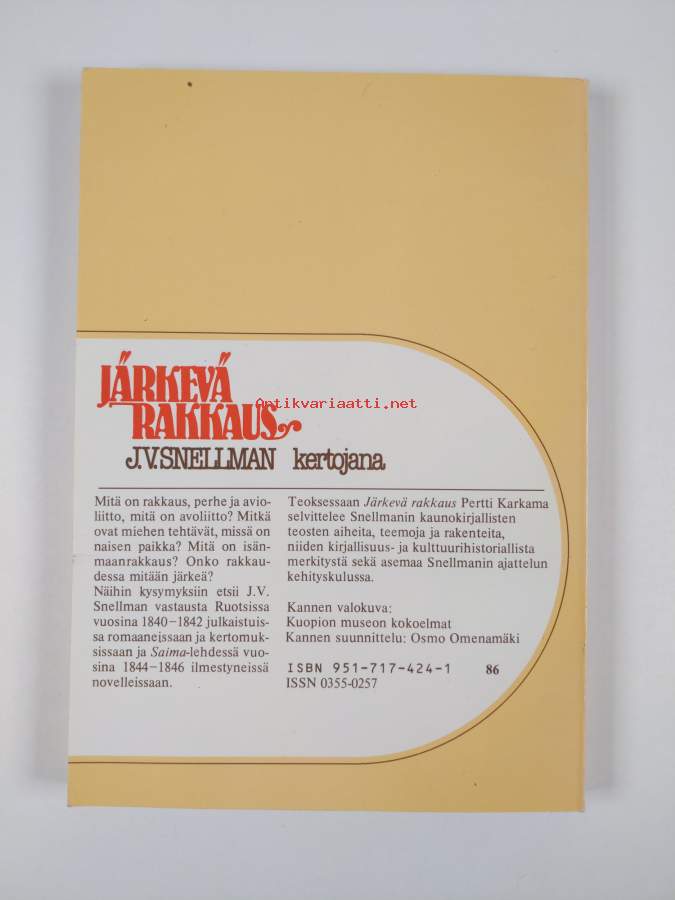 JÄRKEVÄ
RAKKAUS
Antikvariaatti.net
J.V. SNELLMAN kertojana
Mitä on rakkaus, perhe ja avio-
liitto, mitä on avoliitto? Mitkä
ovat miehen tehtävät, missä on
naisen paikka? Mitä on isän-
maanrakkaus? Onko rakkau-
dessa mitään järkeä?
Näihin kysymyksiin etsii J.V.
Snellman vastausta Ruotsissa
vuosina 1840–1842 julkaistuis-
sa romaaneissaan ja kertomuk-
sissaan ja Saima-lehdessä vuo-
sina 1844–1846 ilmestyneissä
novelleissaan.
Teoksessaan Järkevä rakkaus Pertti Karkama
selvittelee Snellmanin kaunokirjallisten
teosten aiheita, teemoja ja rakenteita,
niiden kirjallisuus- ja kulttuurihistoriallista
merkitystä sekä asemaa Snellmanin ajattelun
kehityskulussa.
Kannen valokuva:
Kuopion museon kokoelmat
Kannen suunnittelu: Osmo Omenamäki
ISBN 951-717-424-1 86
ISSN 0355-0257